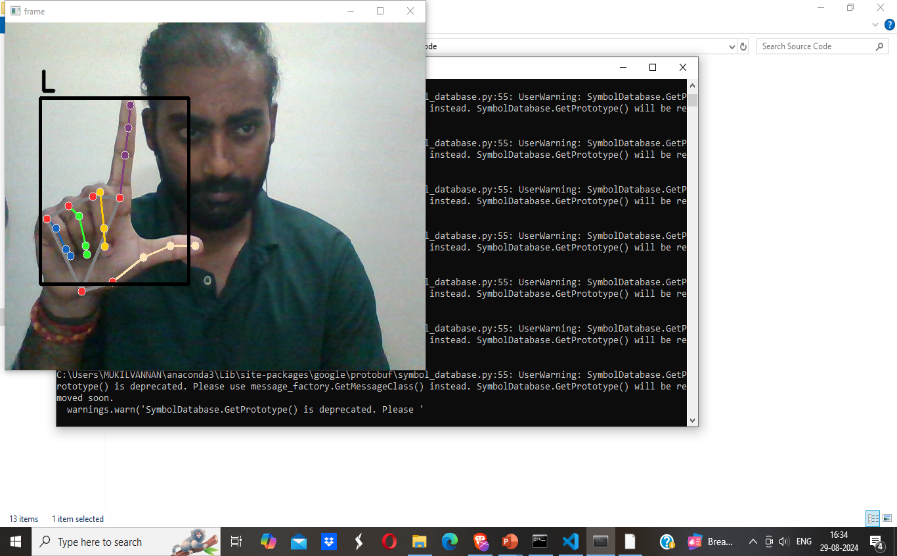 frame
L
ode
Search Source Code
l_database.py:55: UserWarning: SymbolDatabase.GetP
instead. SymbolDatabase.GetPrototype() will be re
l_database.py:55: UserWarning: SymbolDatabase.GetP
instead. SymbolDatabase.GetPrototype() will be re
l_database.py:55: UserWarning: SymbolDatabase.GetP
instead. SymbolDatabase.GetPrototype() will be re
l_database.py:55: UserWarning: SymbolDatabase.GetP
instead. SymbolDatabase.GetPrototype() will be re
l_database.py:55: UserWarning: SymbolDatabase.GetP
instead. SymbolDatabase.GetPrototype() will be re
l_database.py:55: UserWarning: SymbolDatabase.GetP
instead. SymbolDatabase.GetPrototype() will be re
C:\Users\MUKILVANNAN\anaconda3\Lib\site-packages\google\protobuf\symbol_database.py:55: UserWarning: SymbolDatabase.GetP
rototype() is deprecated. Please use message_factory.GetMessageClass() instead. SymbolDatabase.GetPrototype() will be re
moved soon.
warnings.warn('SymbolDatabase.GetPrototype() is deprecated. Please '
13 items 1 item selected
Type here to search
Brea...
ENG
16:34
29-08-2024
4